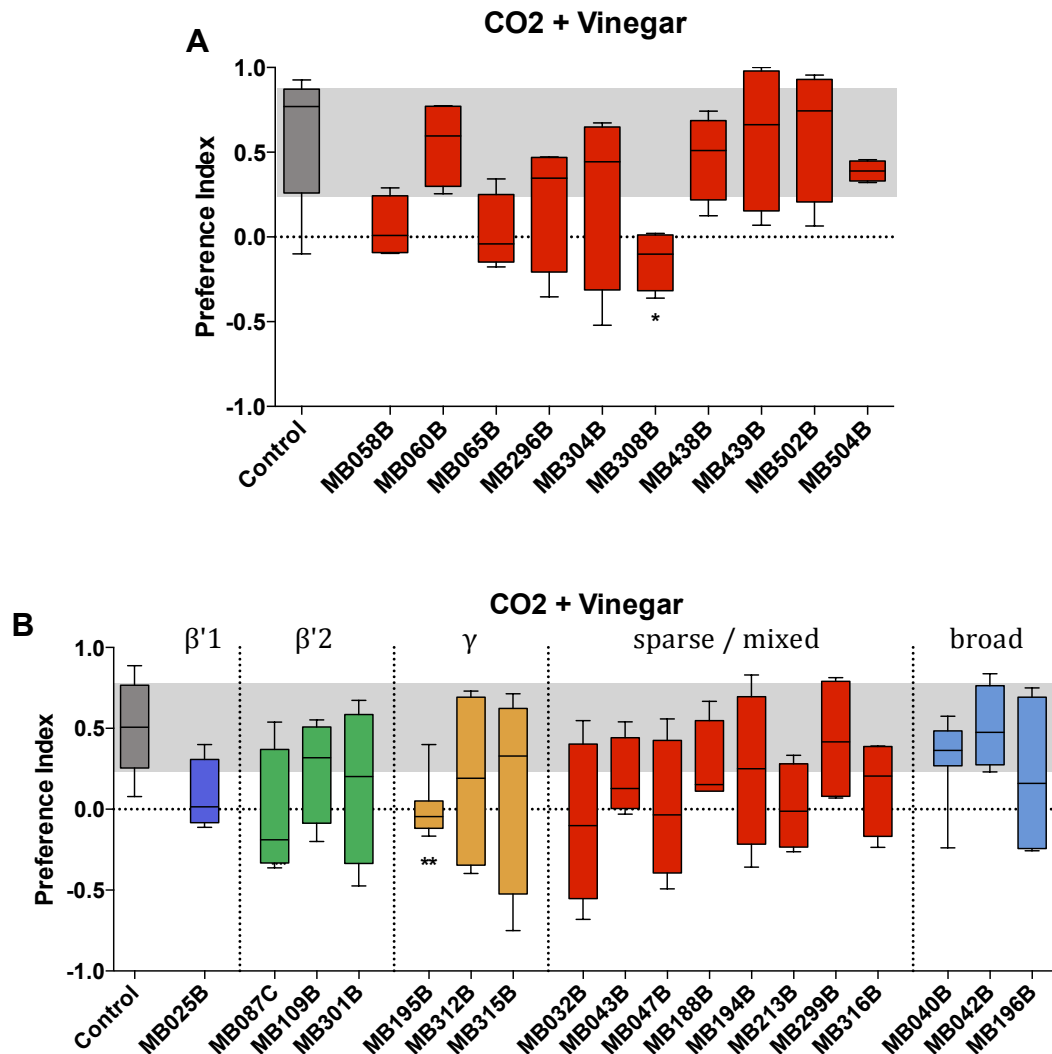 CO2 + Vinegar
A
1.0
0.5
0.0
-0.5
-1.0
Preference Index
*
Control
MB058B
MB060B
MB065B
MB296B
MB304B
MB308B
MB438B
MB439B
MB502B
MB504B
CO2 + Vinegar
B
β'1 β'2 γ sparse / mixed broad
1.0
0.5
0.0
-0.5
-1.0
Preference Index
**
Control
MB025B
MB087C
MB109B
MB301B
MB195B
MB312B
MB315B
MB032B
MB043B
MB047B
MB188B
MB194B
MB213B
MB299B
MB316B
MB040B
MB042B
MB196B